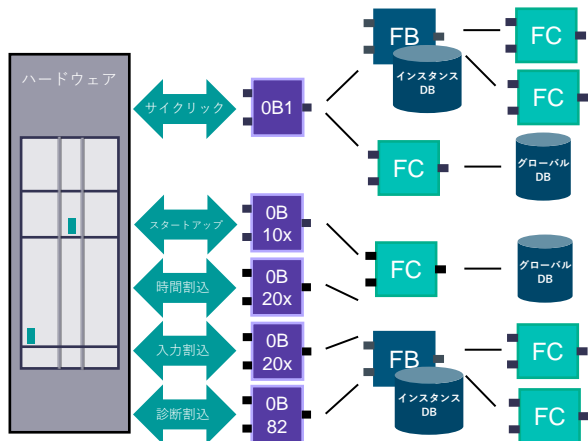 ハードウェア
サイクリック
0B1
FB
インスタンス
DB
FC
FC
FC
グローバル
DB
スタートアップ
0B
10x
時間割込
0B
20x
FC
グローバル
DB
入力割込
0B
20x
診断割込
0B
82
FB
インスタンス
DB
FC
FC